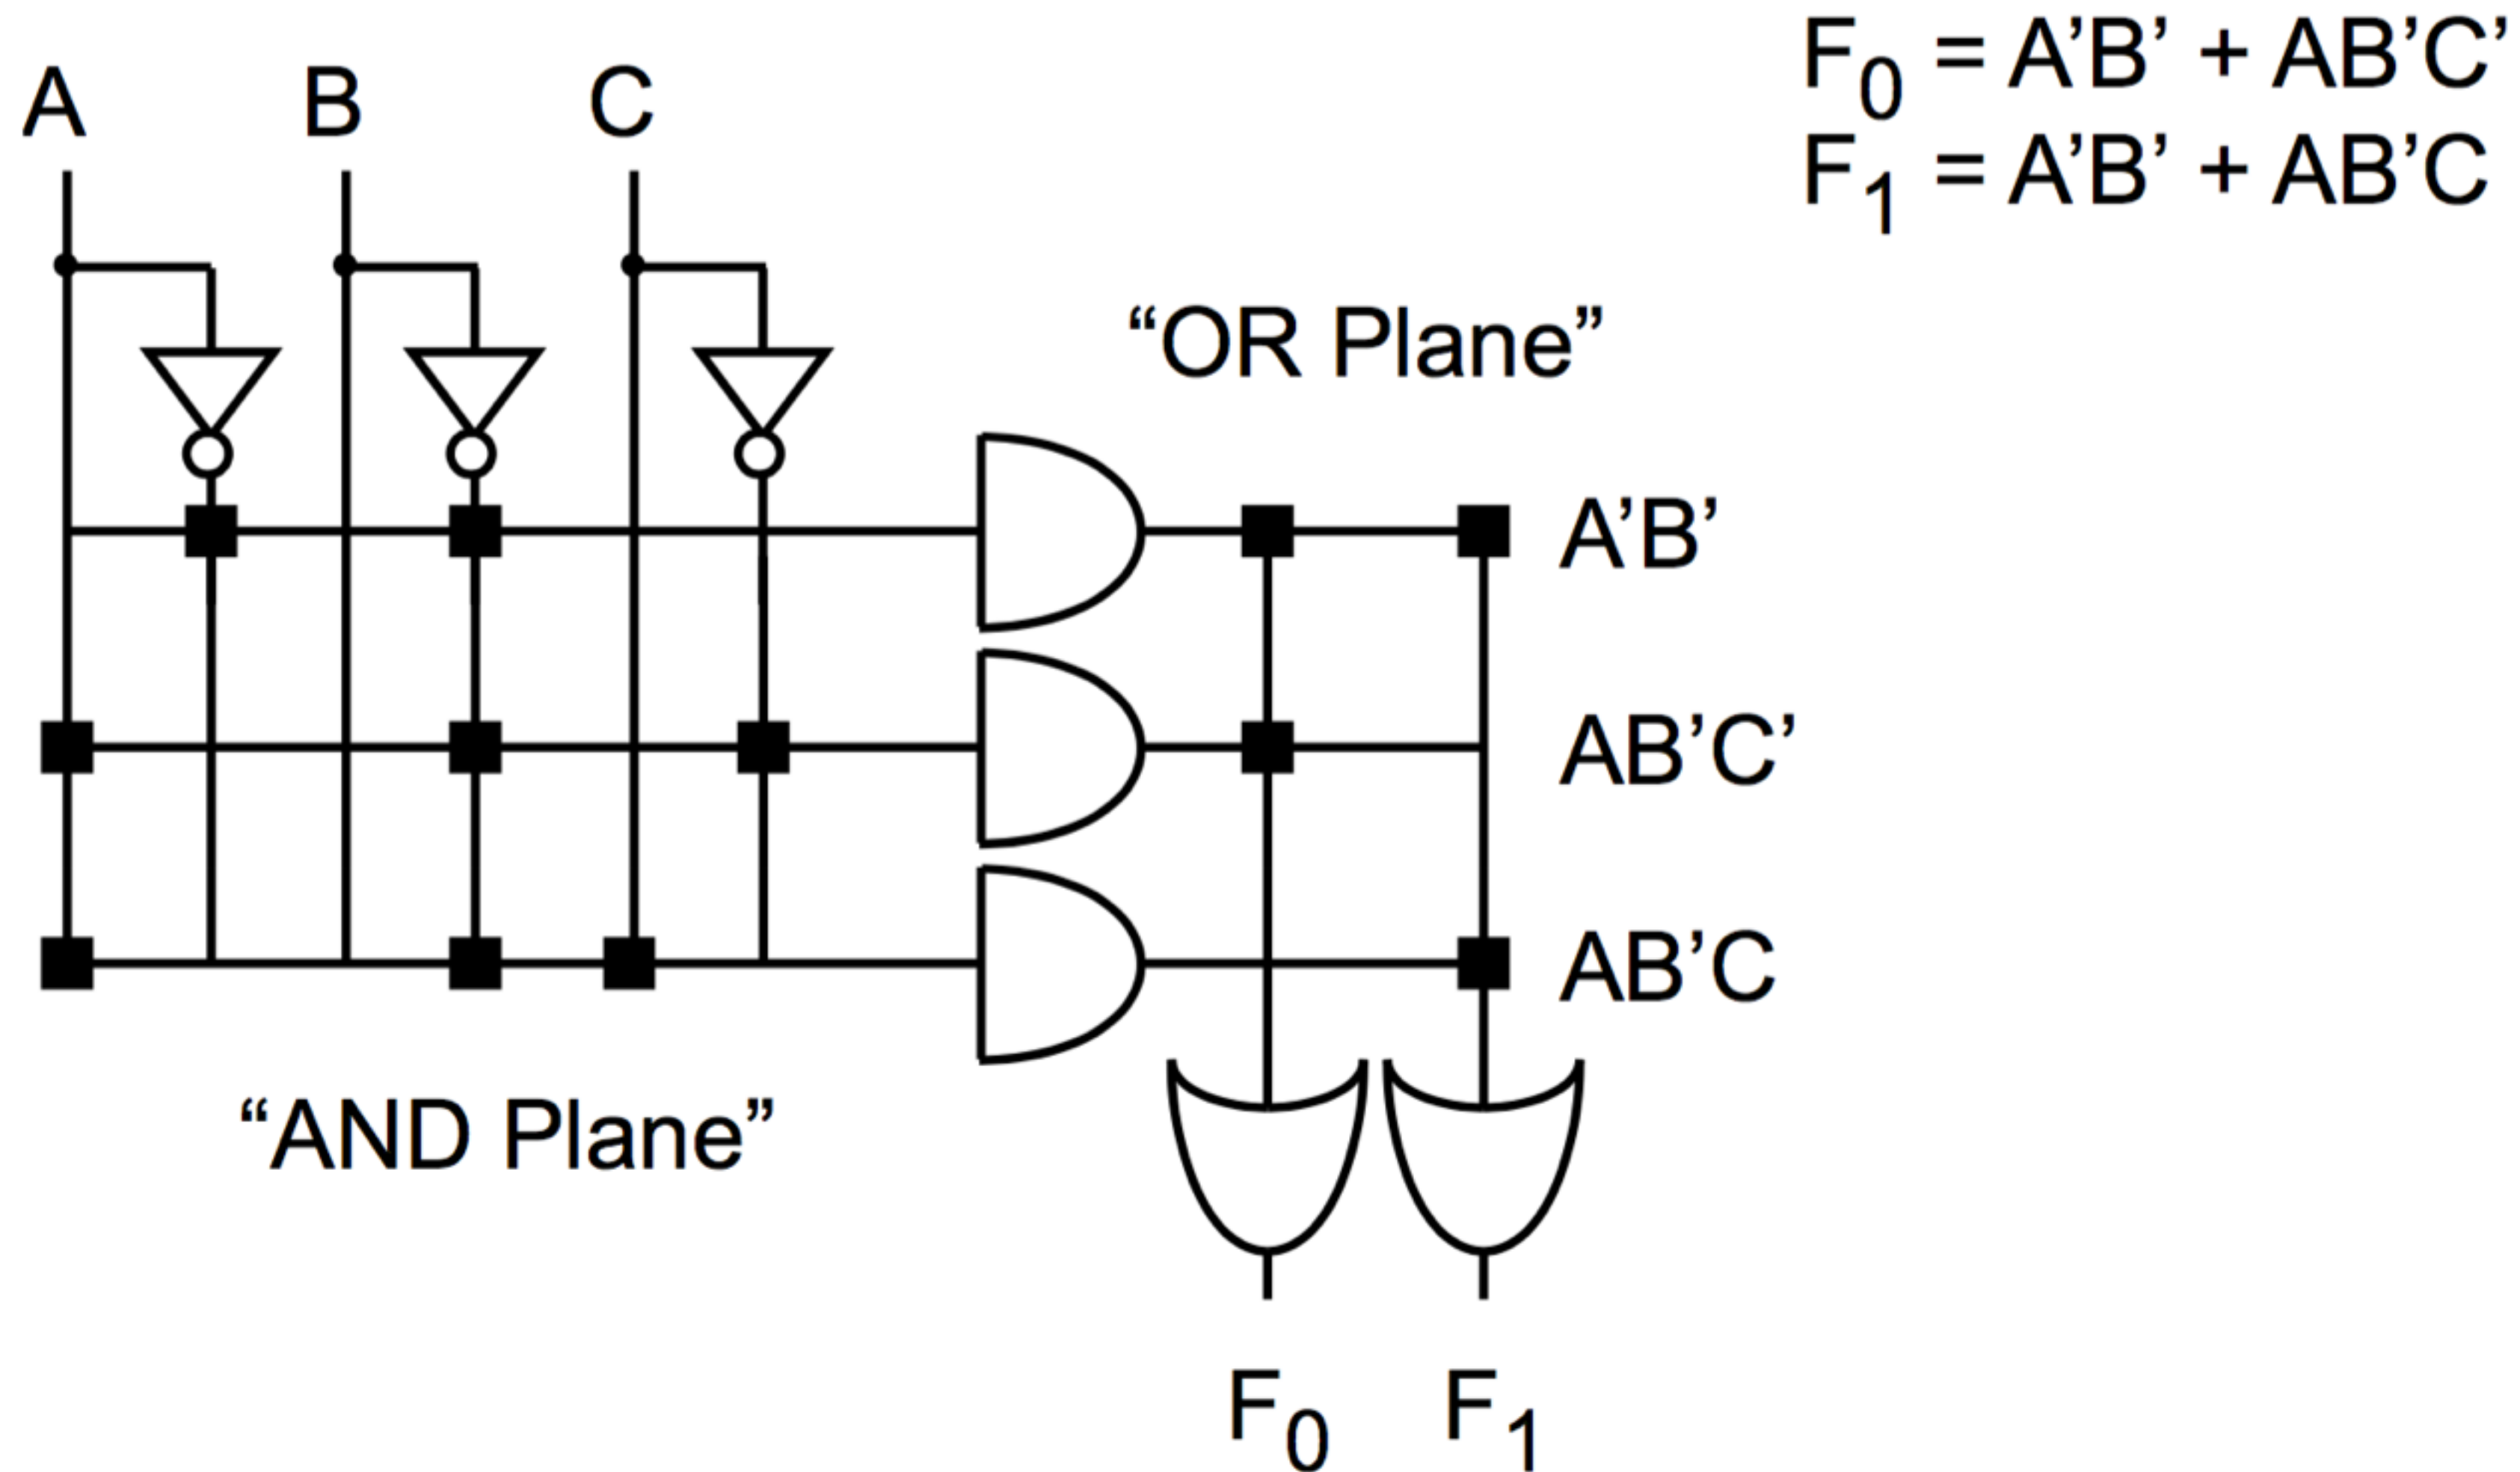 F0 = A’B’ + AB’C’
F1 = A’B’ + AB’C
A B C
“OR Plane”
A’B’
AB’C’
AB’C
“AND Plane”
F0 F1